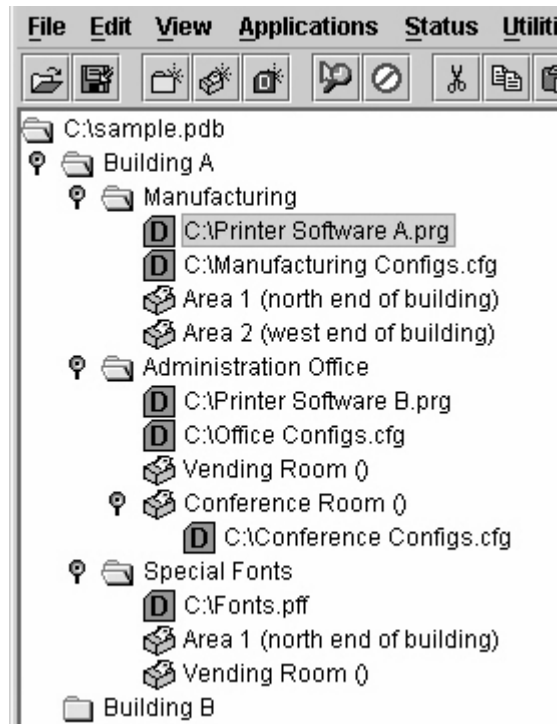 File Edit View Applications Status Utiliti
C:\sample.pdb
Building A
Manufacturing
D C:\Printer Software A.prg
D C:\Manufacturing Configs.cfg
Area 1 (north end of building)
Area 2 (west end of building)
Administration Office
D C:\Printer Software B.prg
D C:\Office Configs.cfg
Vending Room ()
Conference Room ()
D C:\Conference Configs.cfg
Special Fonts
D C:\Fonts.pff
Area 1 (north end of building)
Vending Room ()
Building B